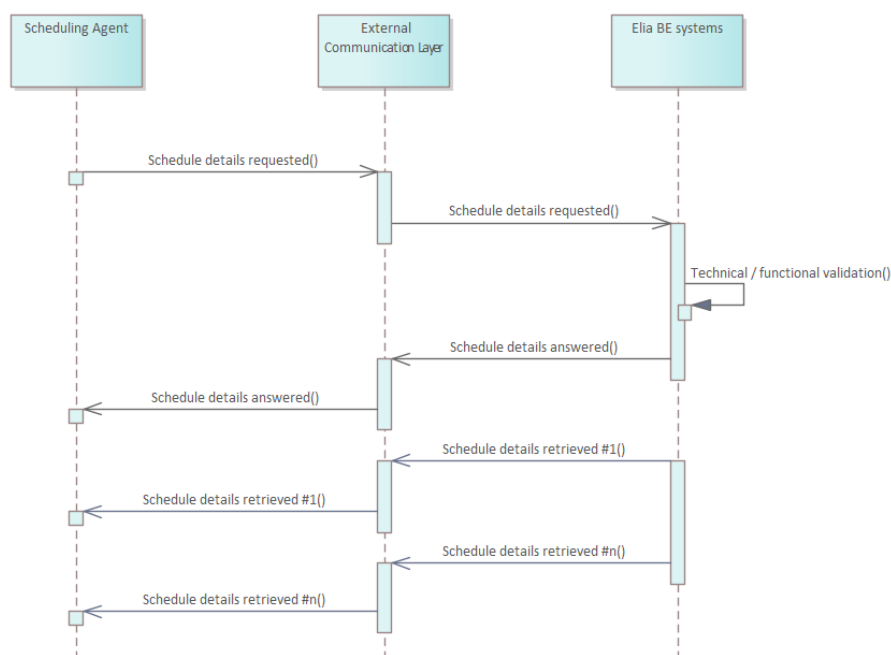 Scheduling Agent
External
Communication Layer
Elia BE systems
Schedule details requested()
Schedule details requested()
Technical / functional validation()
Schedule details answered()
Schedule details answered()
Schedule details retrieved #1()
Schedule details retrieved #1()
Schedule details retrieved #n()
Schedule details retrieved #n()